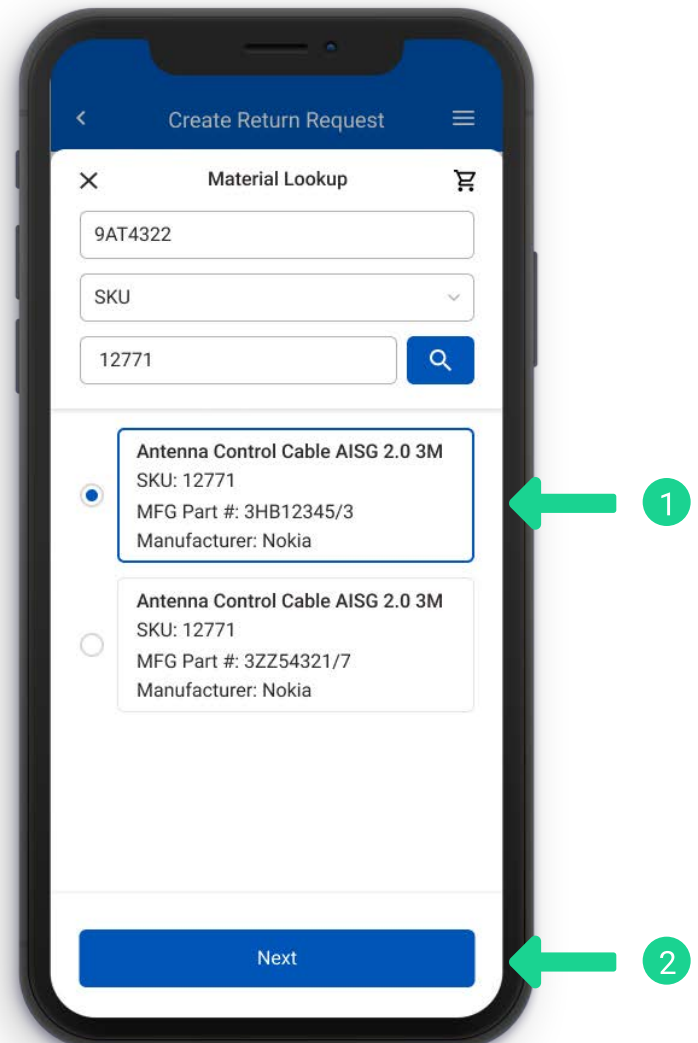 Create Return Request
Material Lookup
9AT4322
SKU
12771
Antenna Control Cable AISG 2.0 3M
SKU: 12771
MFG Part #: 3HB12345/3
Manufacturer: Nokia
1
Antenna Control Cable AISG 2.0 3M
SKU: 12771
MFG Part #: 3ZZ54321/7
Manufacturer: Nokia
Next
2